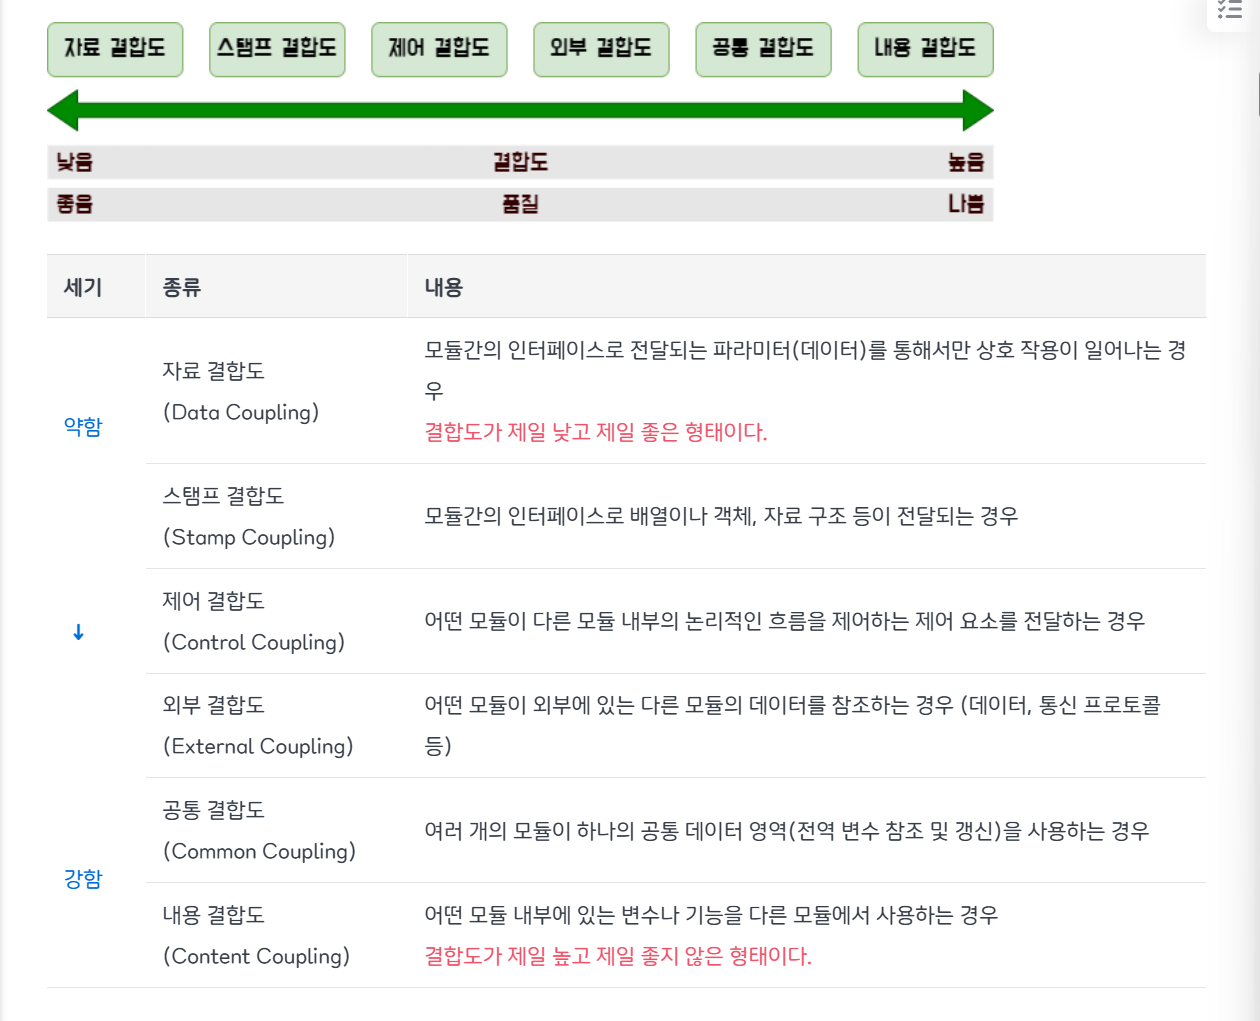 자료 결합도 스탬프 결합도 제어 결합도 외부 결합도 공통 결합도 내용 결합도
낮음 결합도 높음
좋음 품질 나쁨
세기 종류 내용
약함
자료 결합도
(Data Coupling)
모듈간의 인터페이스로 전달되는 파라미터(데이터)를 통해서만 상호 작용이 일어나는 경
우
결합도가 제일 낮고 제일 좋은 형태이다.
스탬프 결합도
(Stamp Coupling)
모듈간의 인터페이스로 배열이나 객체, 자료 구조 등이 전달되는 경우
↓
제어 결합도
(Control Coupling)
어떤 모듈이 다른 모듈 내부의 논리적인 흐름을 제어하는 제어 요소를 전달하는 경우
외부 결합도
(External Coupling)
어떤 모듈이 외부에 있는 다른 모듈의 데이터를 참조하는 경우 (데이터, 통신 프로토콜
등)
강함
공통 결합도
(Common Coupling)
여러 개의 모듈이 하나의 공통 데이터 영역(전역 변수 참조 및 갱신)을 사용하는 경우
내용 결합도
(Content Coupling)
어떤 모듈 내부에 있는 변수나 기능을 다른 모듈에서 사용하는 경우
결합도가 제일 높고 제일 좋지 않은 형태이다.